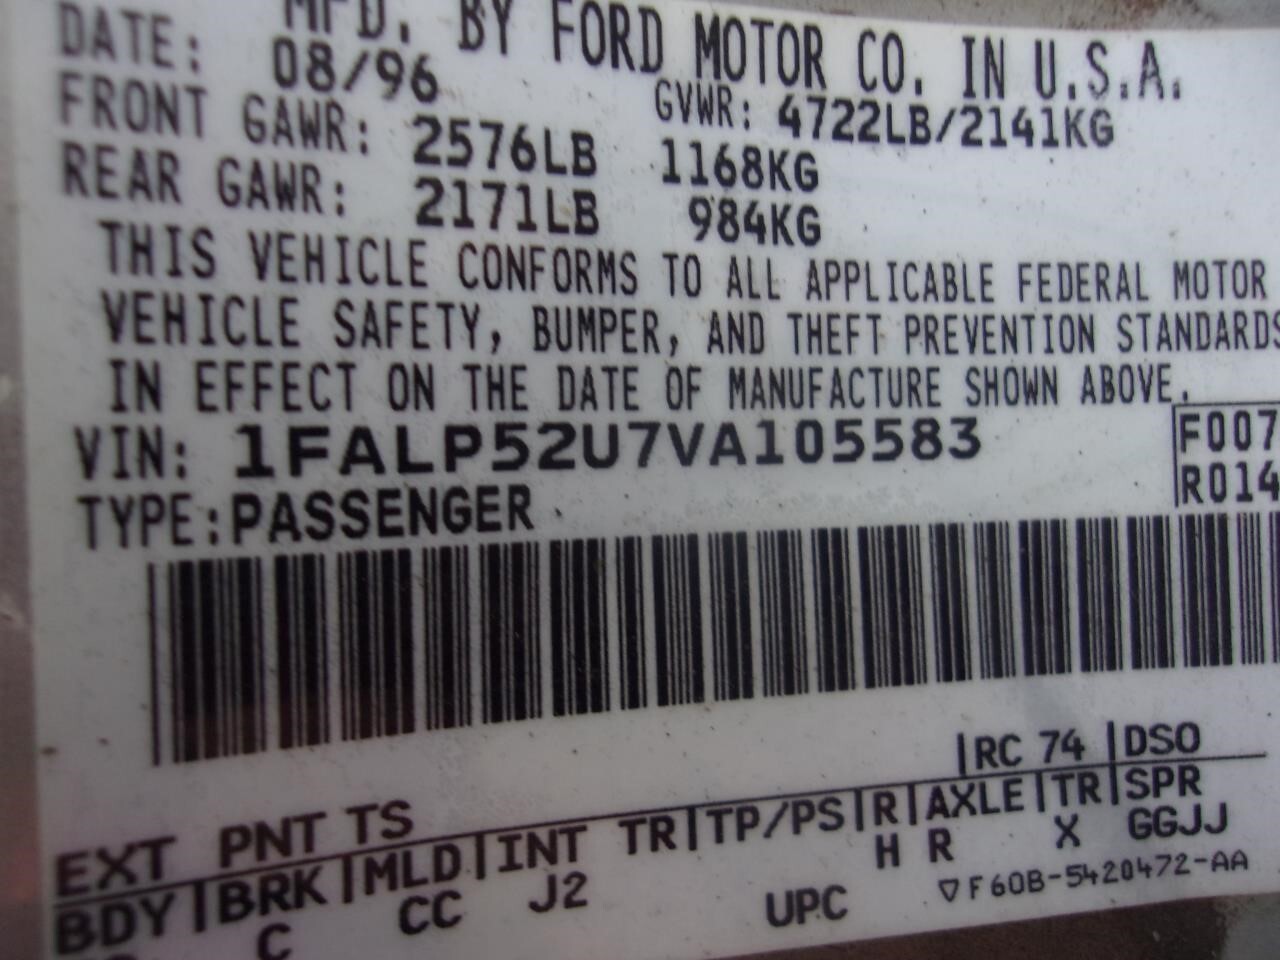 MFD. BY FORD MOTOR CO. IN U.S.A.
DATE: 08/96 GVWR: 4722LB/2141KG
FRONT GAWR: 2576LB 1168KG
REAR GAWR: 2171LB 984KG
THIS VEHICLE CONFORMS TO ALL APPLICABLE FEDERAL MOTOR
VEHICLE SAFETY, BUMPER, AND THEFT PREVENTION STANDARDS
IN EFFECT ON THE DATE OF MANUFACTURE SHOWN ABOVE.
VIN: 1FALP52U7VA105583 F007
TYPE: PASSENGER R014
RC 74 DSO
EXT PNT TS
BDY BRK MLD INT TR TP/PS R AXLE TR SPR
C CC J2 H R X GGJJ
UPC ▽F60B-5420472-AA